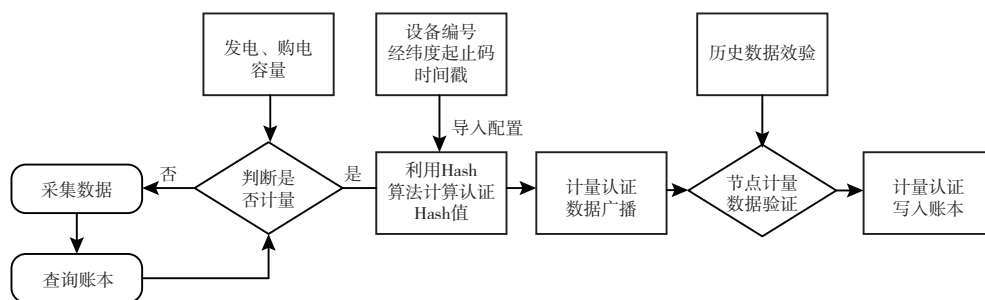 发电、购电
容量
设备编号
经纬度起止码
时间戳
历史数据效验
导入配置
否
是
采集数据
判断是
否计量
利用Hash
算法计算认证
Hash值
计量认证
数据广播
节点计量
数据验证
计量认证
写入账本
查询账本